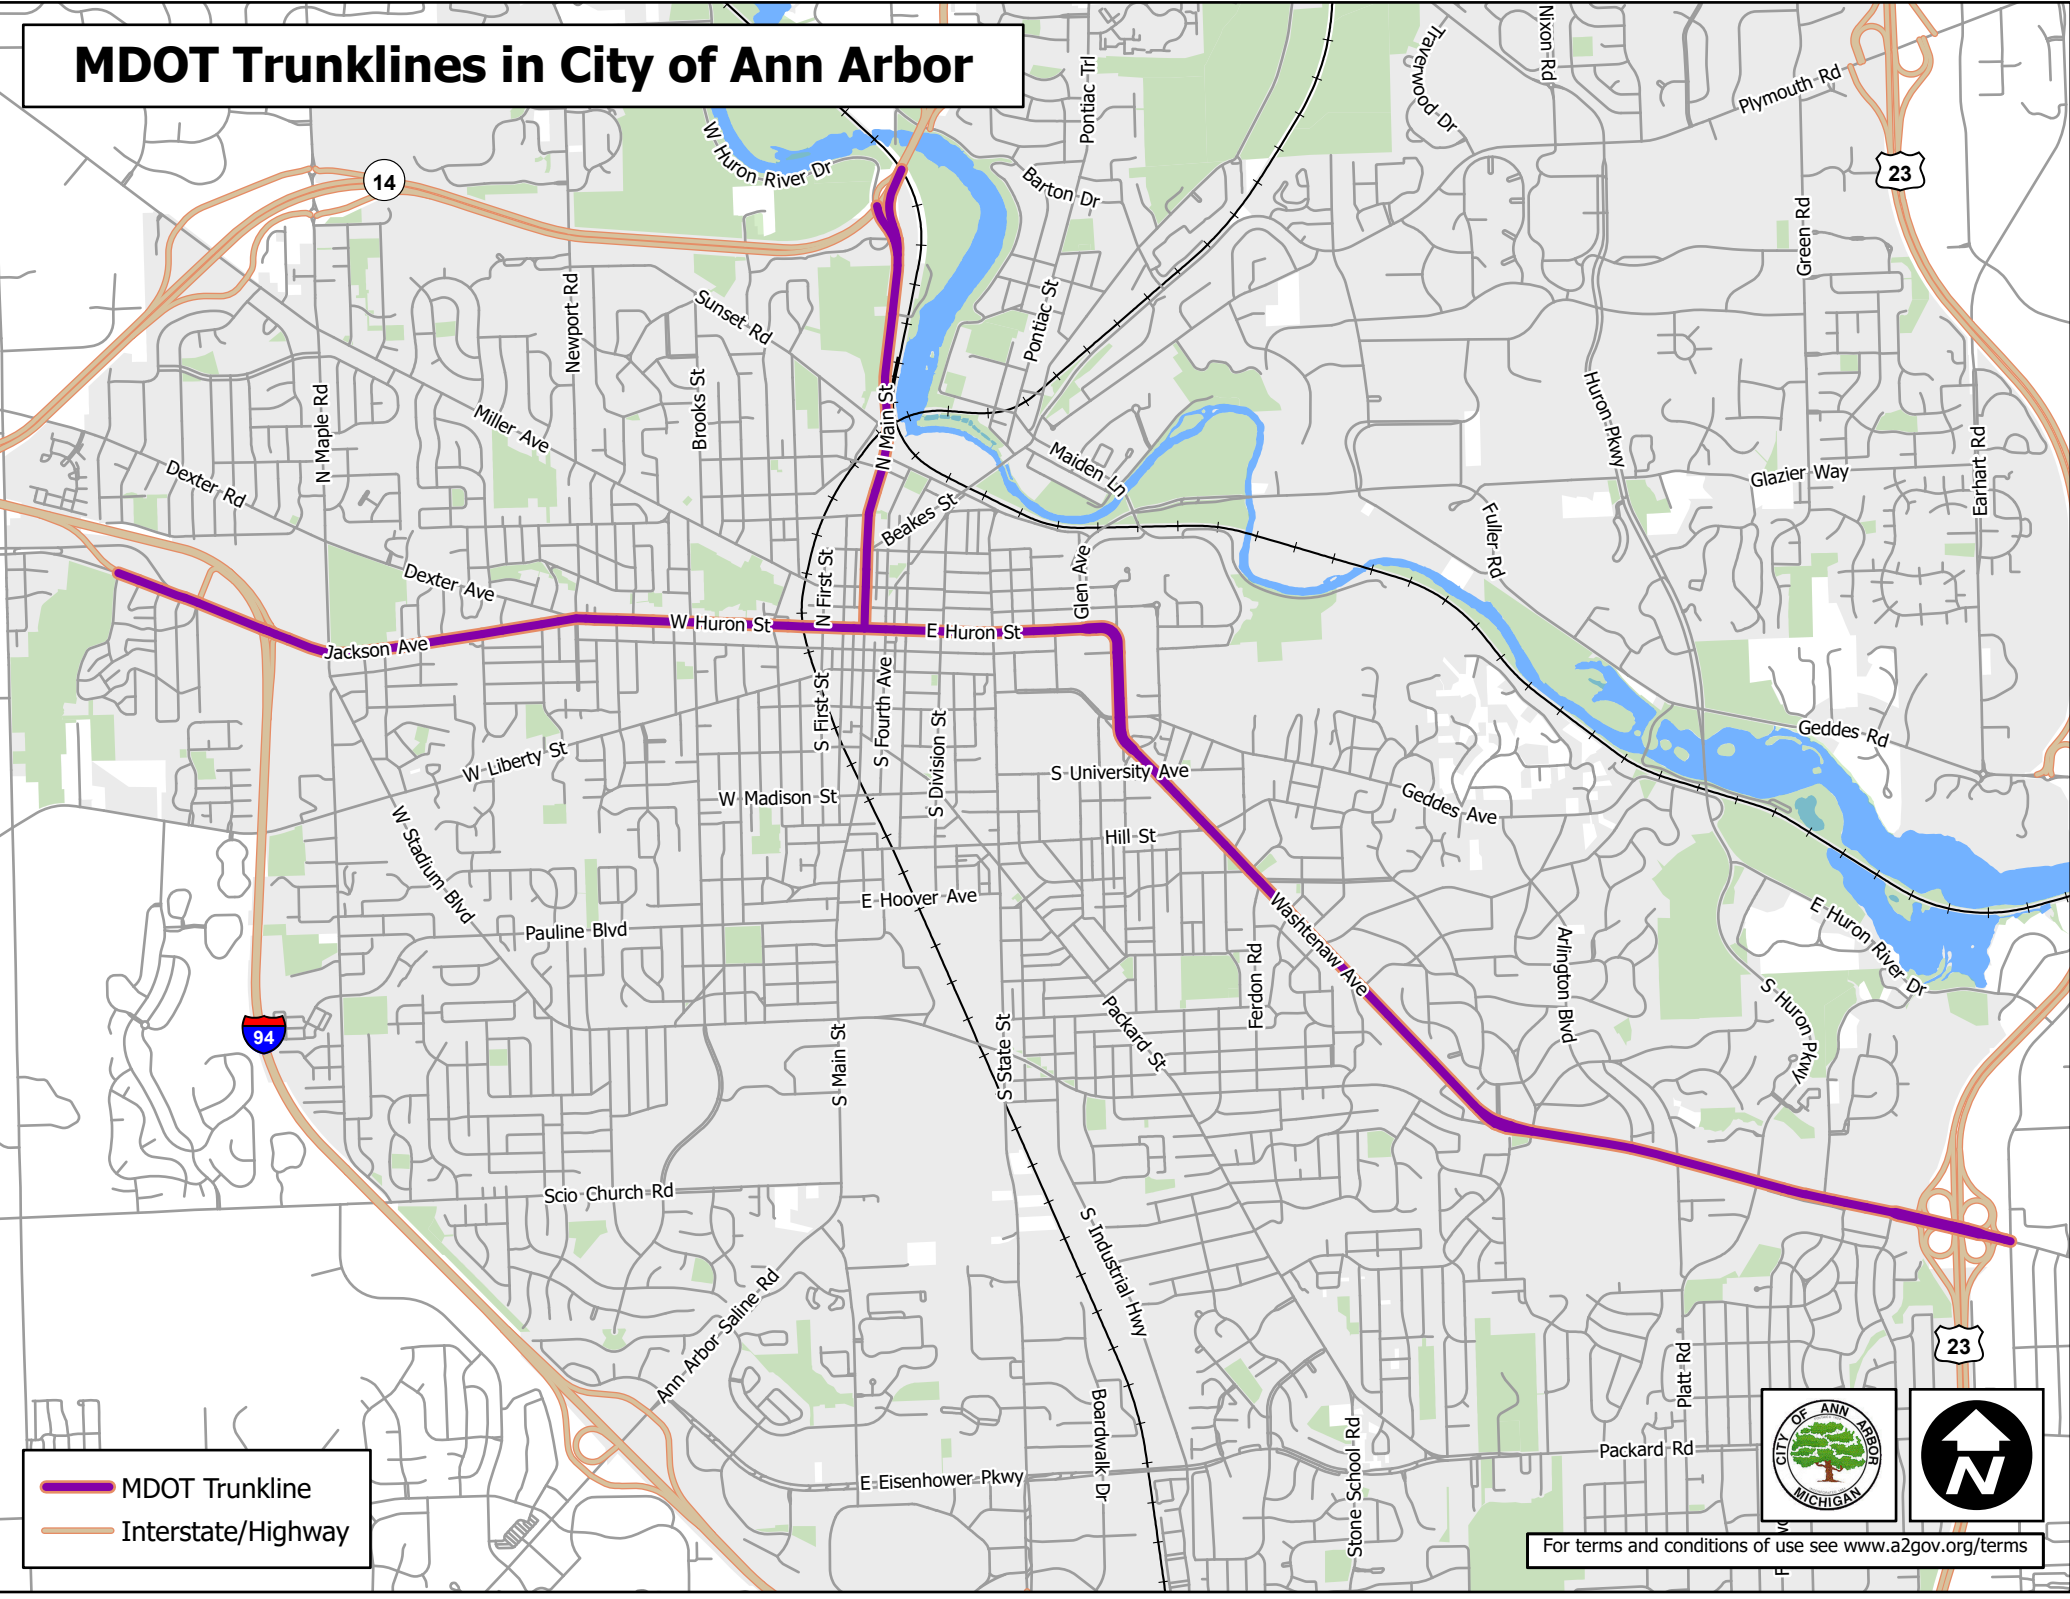 MDOT Trunklines in City of Ann Arbor
Nixon Rd
Traverwood Dr
Plymouth Rd
Pontiac Trl
W Huron River Dr
14
23
Barton Dr
Green Rd
Newport Rd
Sunset Rd
Pontiac St
N Maple Rd
Brooks St
Miller Ave
N Main St
Huron Pkwy
Earhart Rd
Dexter Rd
Maiden Ln
Glazier Way
Beakes St
Fuller Rd
Dexter Ave
N First St
Glen Ave
W Huron St
E Huron St
Jackson Ave
S First St
S Fourth Ave
S Division St
Geddes Rd
W Liberty St
S University Ave
W Madison St
Geddes Ave
W Stadium Blvd
Hill St
E Hoover Ave
Washtenaw Ave
Pauline Blvd
Ferdon Rd
Arlington Blvd
E Huron River Dr
S Huron Pkwy
94
S Main St
S State St
Packard St
Scio Church Rd
S Industrial Hwy
Ann Arbor Saline Rd
23
Platt Rd
Boardwalk Dr
Stone School Rd
Packard Rd
E Eisenhower Pkwy
MDOT Trunkline
Interstate/Highway
CITY OF ANN ARBOR
MICHIGAN
N
For terms and conditions of use see www.a2gov.org/terms